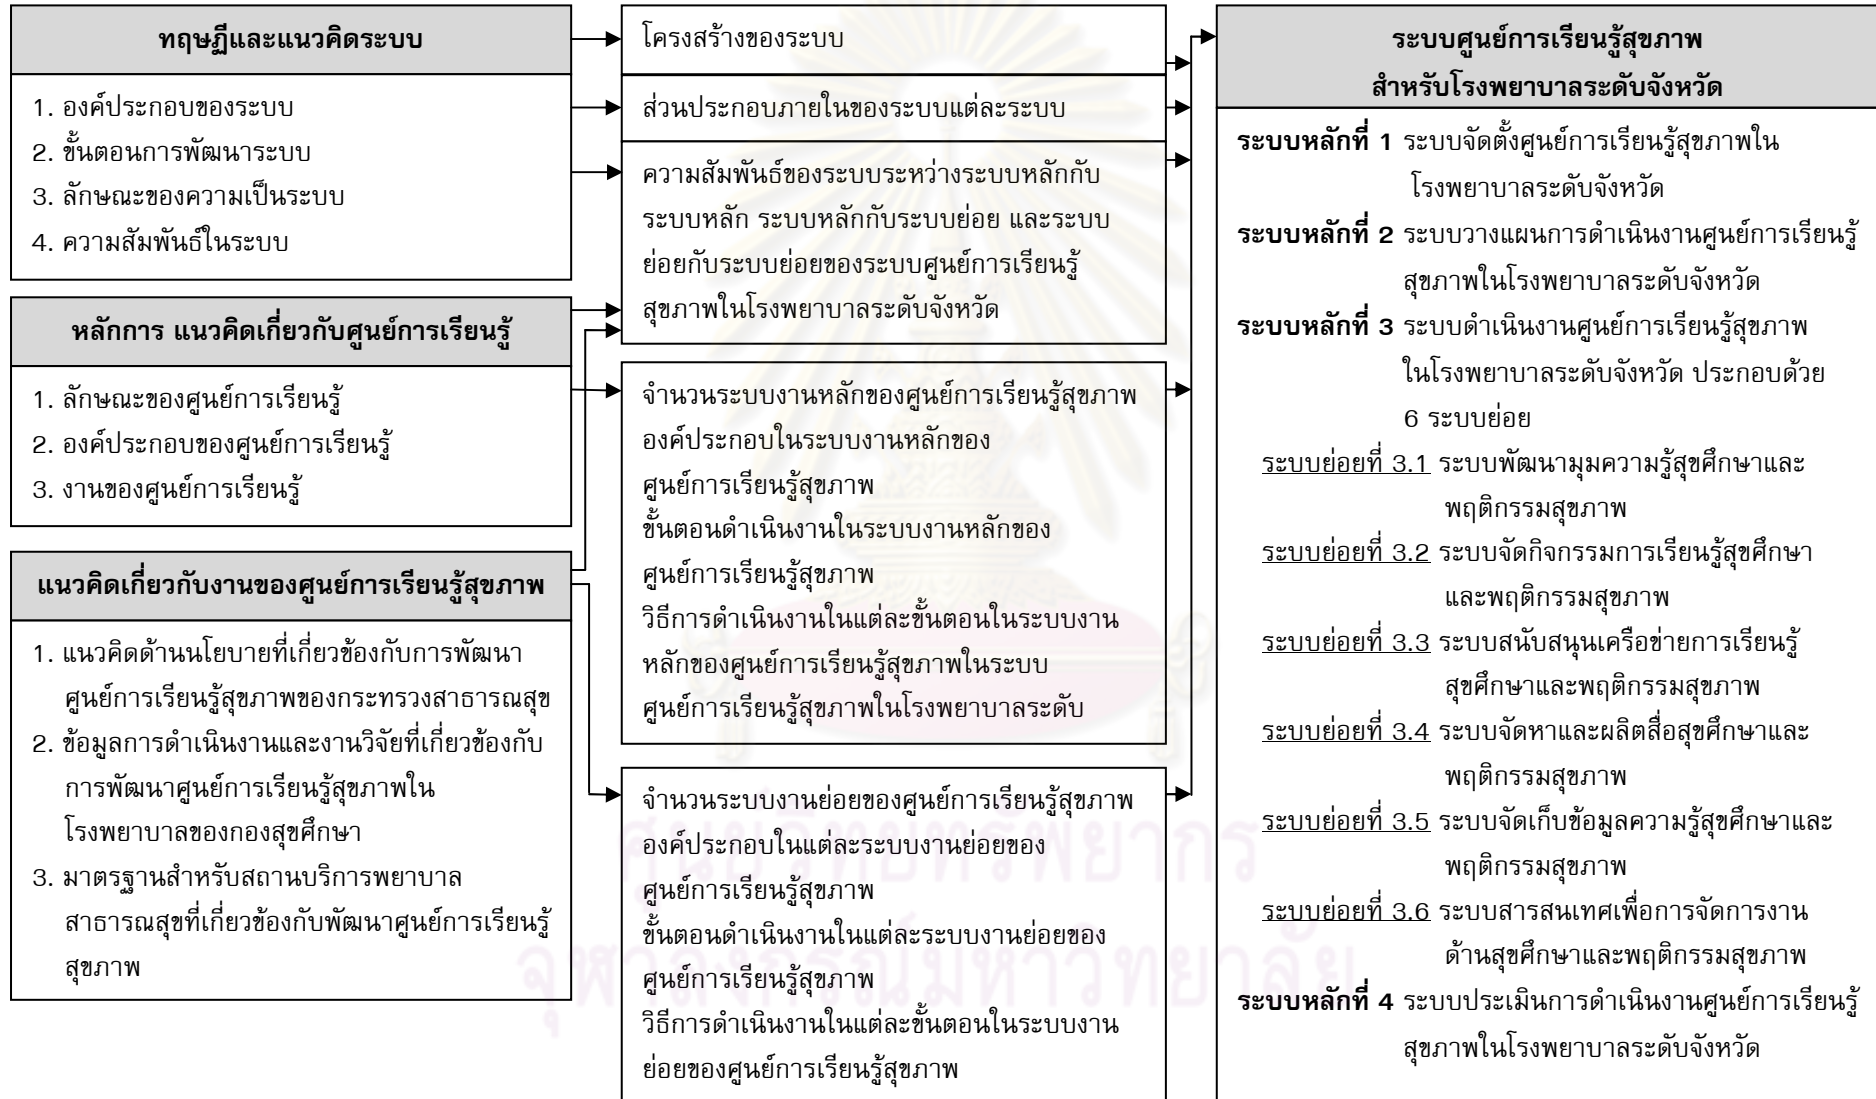 ทฤษฏีและแนวคิดระบบ
1. องค์ประกอบของระบบ
2. ขั้นตอนการพัฒนาระบบ
3. ลักษณะของความเป็นระบบ
4. ความสัมพันธ์ในระบบ
หลักการ แนวคิดเกี่ยวกับศูนย์การเรียนรู้
1. ลักษณะของศูนย์การเรียนรู้
2. องค์ประกอบของศูนย์การเรียนรู้
3. งานของศูนย์การเรียนรู้
แนวคิดเกี่ยวกับงานของศูนย์การเรียนรู้สุขภาพ
1. แนวคิดด้านนโยบายที่เกี่ยวข้องกับการพัฒนา
ศูนย์การเรียนรู้สุขภาพของกระทรวงสาธารณสุข
2. ข้อมูลการดำเนินงานและงานวิจัยที่เกี่ยวข้องกับ
การพัฒนาศูนย์การเรียนรู้สุขภาพใน
โรงพยาบาลของกองสุขศึกษา
3. มาตรฐานสำหรับสถานบริการพยาบาล
สาธารณสุขที่เกี่ยวข้องกับพัฒนาศูนย์การเรียนรู้
สุขภาพ
โครงสร้างของระบบ
ส่วนประกอบภายในของระบบแต่ละระบบ
ความสัมพันธ์ของระบบระหว่างระบบหลักกับ
ระบบหลัก ระบบหลักกับระบบย่อย และระบบ
ย่อยกับระบบย่อยของระบบศูนย์การเรียนรู้
สุขภาพในโรงพยาบาลระดับจังหวัด
จำนวนระบบงานหลักของศูนย์การเรียนรู้สุขภาพ
องค์ประกอบในระบบงานหลักของ
ศูนย์การเรียนรู้สุขภาพ
ขั้นตอนดำเนินงานในระบบงานหลักของ
ศูนย์การเรียนรู้สุขภาพ
วิธีการดำเนินงานในแต่ละขั้นตอนในระบบงาน
หลักของศูนย์การเรียนรู้สุขภาพในระบบ
ศูนย์การเรียนรู้สุขภาพในโรงพยาบาลระดับ
จำนวนระบบงานย่อยของศูนย์การเรียนรู้สุขภาพ
องค์ประกอบในแต่ละระบบงานย่อยของ
ศูนย์การเรียนรู้สุขภาพ
ขั้นตอนดำเนินงานในแต่ละระบบงานย่อยของ
ศูนย์การเรียนรู้สุขภาพ
วิธีการดำเนินงานในแต่ละขั้นตอนในระบบงาน
ย่อยของศูนย์การเรียนรู้สุขภาพ
ระบบศูนย์การเรียนรู้สุขภาพ
สำหรับโรงพยาบาลระดับจังหวัด
ระบบหลักที่ 1 ระบบจัดตั้งศูนย์การเรียนรู้สุขภาพใน
โรงพยาบาลระดับจังหวัด
ระบบหลักที่ 2 ระบบวางแผนการดำเนินงานศูนย์การเรียนรู้
สุขภาพในโรงพยาบาลระดับจังหวัด
ระบบหลักที่ 3 ระบบดำเนินงานศูนย์การเรียนรู้สุขภาพ
ในโรงพยาบาลระดับจังหวัด ประกอบด้วย
6 ระบบย่อย
ระบบย่อยที่ 3.1 ระบบพัฒนามุมความรู้สุขศึกษาและ
พฤติกรรมสุขภาพ
ระบบย่อยที่ 3.2 ระบบจัดกิจกรรมการเรียนรู้สุขศึกษา
และพฤติกรรมสุขภาพ
ระบบย่อยที่ 3.3 ระบบสนับสนุนเครือข่ายการเรียนรู้
สุขศึกษาและพฤติกรรมสุขภาพ
ระบบย่อยที่ 3.4 ระบบจัดหาและผลิตสื่อสุขศึกษาและ
พฤติกรรมสุขภาพ
ระบบย่อยที่ 3.5 ระบบจัดเก็บข้อมูลความรู้สุขศึกษาและ
พฤติกรรมสุขภาพ
ระบบย่อยที่ 3.6 ระบบสารสนเทศเพื่อการจัดการงาน
ด้านสุขศึกษาและพฤติกรรมสุขภาพ
ระบบหลักที่ 4 ระบบประเมินการดำเนินงานศูนย์การเรียนรู้
สุขภาพในโรงพยาบาลระดับจังหวัด
ศูนย์วิทยทรัพยากร
จุฬาลงกรณ์มหาวิทยาลัย